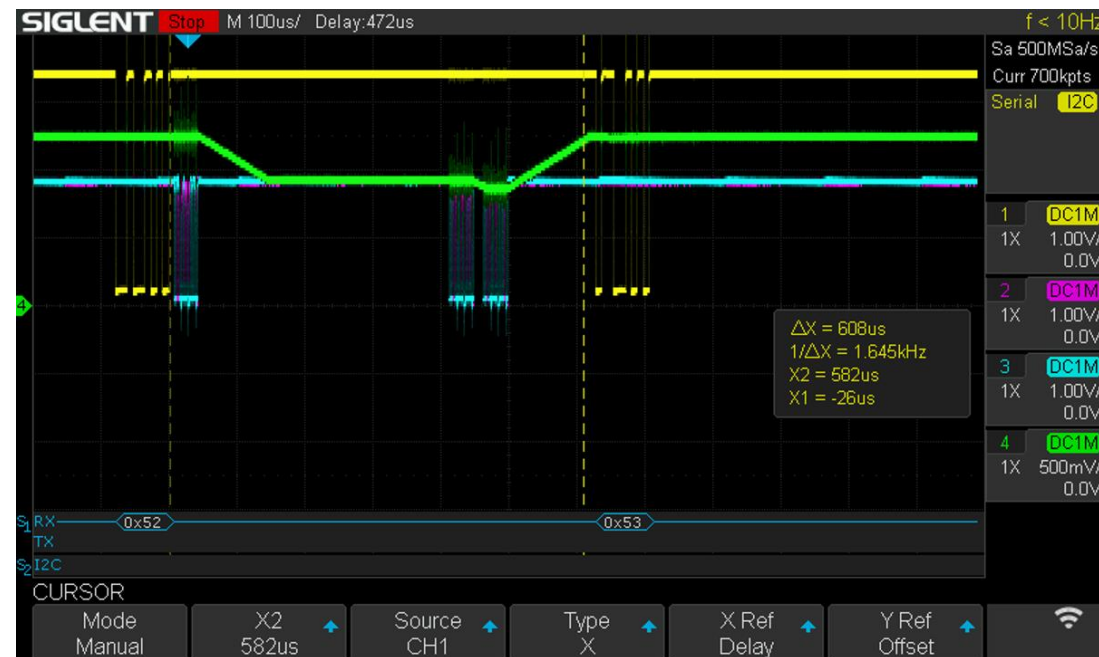 SIGLENT Stop M 100us/ Delay:472us f < 10Hz
Sa 500MSa/s
Curr 700kpts
Serial I2C
1 DC1M
1X 1.00V/
0.0V
2 DC1M
1X 1.00V/
0.0V
3 DC1M
1X 1.00V/
0.0V
4 DC1M
1X 500mV/
0.0V
4
ΔX = 608us
1/ΔX = 1.645kHz
X2 = 582us
X1 = -26us
S1 RX 0x52 0x53
TX
S2 I2C
CURSOR
Mode X2 Source Type X Ref Y Ref
Manual 582us CH1 X Delay Offset